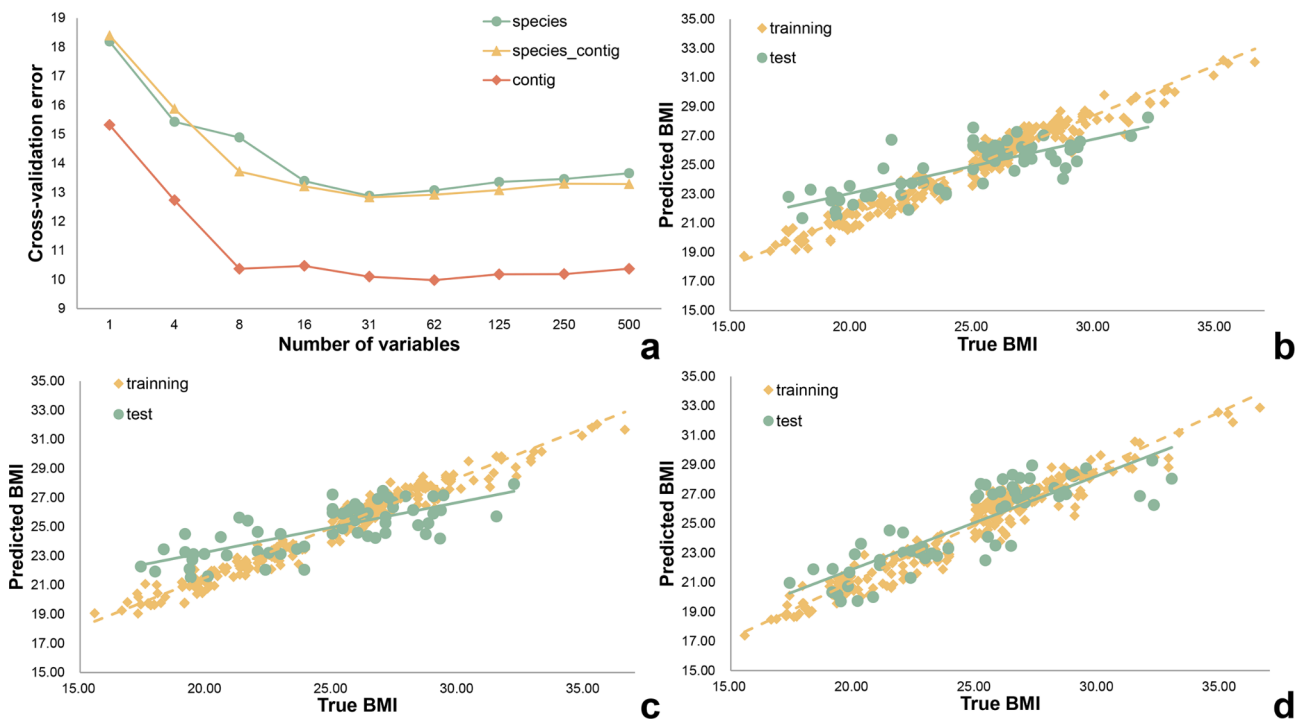 19
18
17
16
15
14
13
12
11
10
9
Cross-validation error
species
species_contig
contig
1 4 8 16 31 62 125 250 500
Number of variables
a
35.00
33.00
31.00
29.00
27.00
25.00
23.00
21.00
19.00
17.00
15.00
Predicted BMI
trainning
test
15.00 20.00 25.00 30.00 35.00
True BMI
b
35.00
33.00
31.00
29.00
27.00
25.00
23.00
21.00
19.00
17.00
15.00
Predicted BMI
trainning
test
15.00 20.00 25.00 30.00 35.00
True BMI
c
35.00
33.00
31.00
29.00
27.00
25.00
23.00
21.00
19.00
17.00
15.00
Predicted BMI
trainning
test
15.00 20.00 25.00 30.00 35.00
True BMI
d